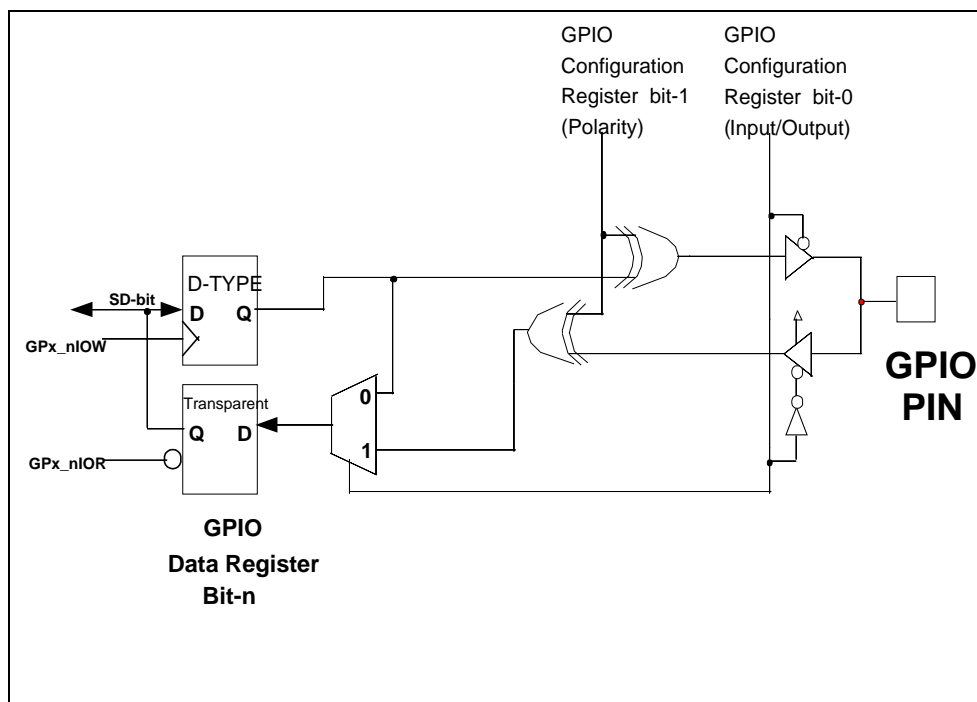 GPIO
Configuration
Register bit-1
(Polarity)
GPIO
Configuration
Register bit-0
(Input/Output)
D-TYPE
SD-bit
D Q
GPx_nIOW
GPIO
PIN
0
1
Transparent
Q D
GPx_nIOR
GPIO
Data Register
Bit-n